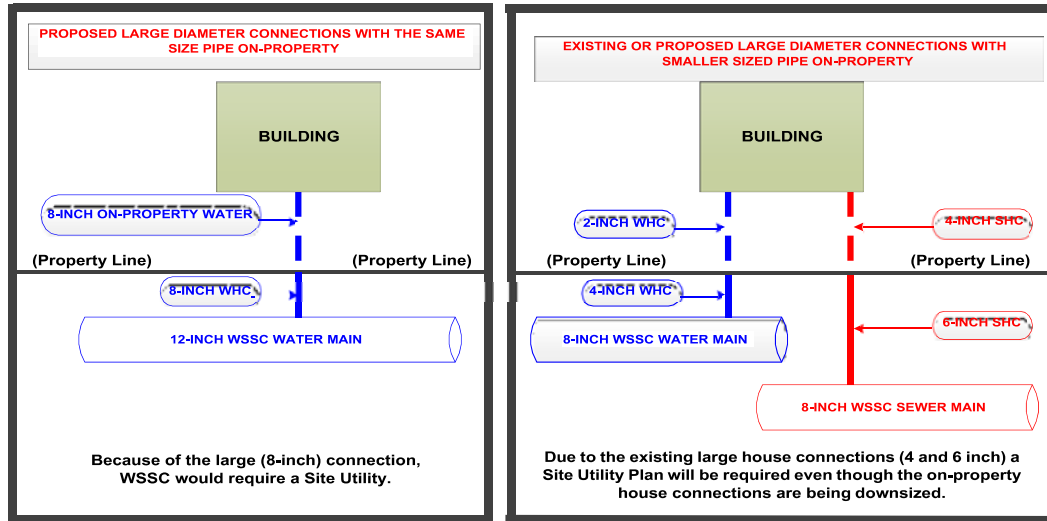 PROPOSED LARGE DIAMETER CONNECTIONS WITH THE SAME
SIZE PIPE ON-PROPERTY
BUILDING
8-INCH ON-PROPERTY WATER
(Property Line)
(Property Line)
8-INCH WHC
12-INCH WSSC WATER MAIN
Because of the large (8-inch) connection,
WSSC would require a Site Utility.
EXISTING OR PROPOSED LARGE DIAMETER CONNECTIONS WITH
SMALLER SIZED PIPE ON-PROPERTY
BUILDING
2-INCH WHC
4-INCH SHC
(Property Line)
(Property Line)
4-INCH WHC
6-INCH SHC
8-INCH WSSC WATER MAIN
8-INCH WSSC SEWER MAIN
Due to the existing large house connections (4 and 6 inch) a
Site Utility Plan will be required even though the on-property
house connections are being downsized.